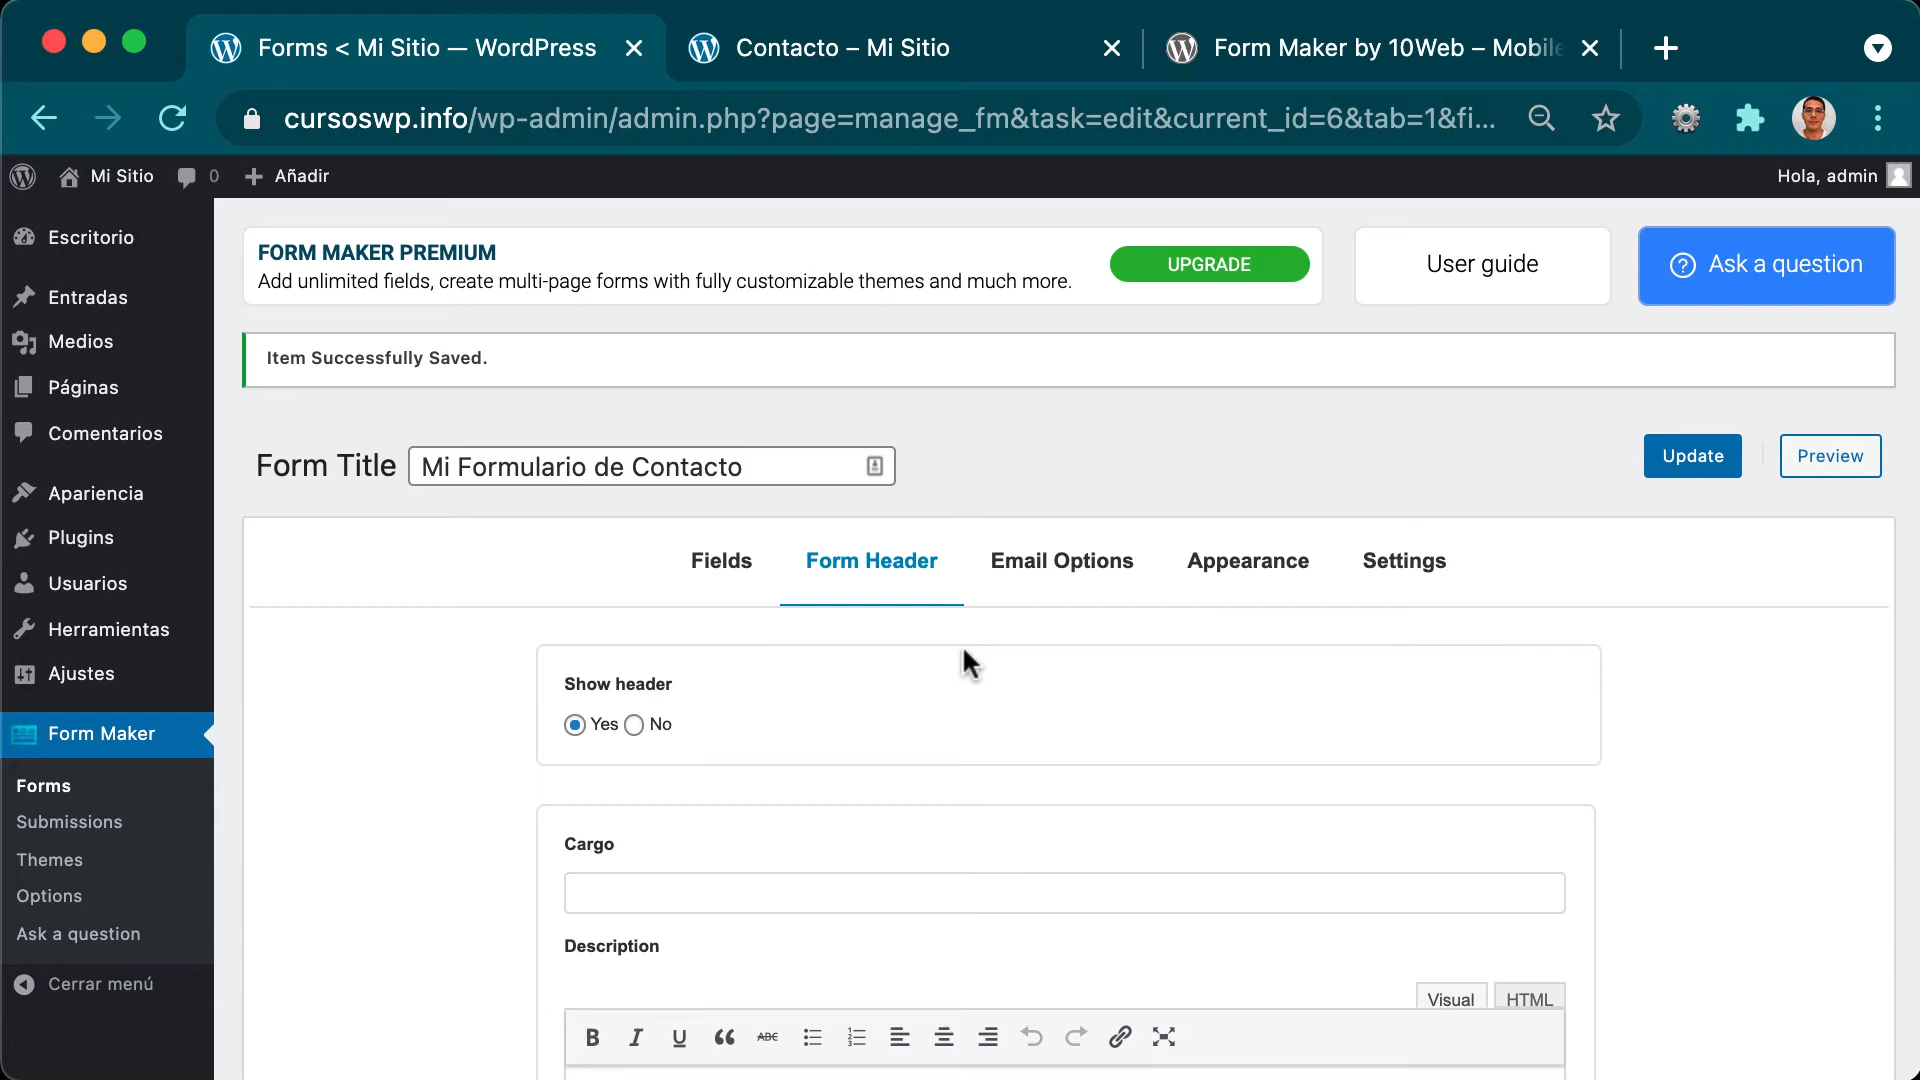 Forms < Mi Sitio — WordPress
Contacto – Mi Sitio
Form Maker by 10Web – Mobile
cursoswp.info/wp-admin/admin.php?page=manage_fm&task=edit&current_id=6&tab=1&fi...
Mi Sitio
0
Añadir
Hola, admin
Escritorio
Entradas
Medios
Páginas
Comentarios
Apariencia
Plugins
Usuarios
Herramientas
Ajustes
Form Maker
Forms
Submissions
Themes
Options
Ask a question
Cerrar menú
FORM MAKER PREMIUM
Add unlimited fields, create multi-page forms with fully customizable themes and much more.
UPGRADE
User guide
Ask a question
Item Successfully Saved.
Form Title
Mi Formulario de Contacto
Update
Preview
Fields
Form Header
Email Options
Appearance
Settings
Show header
Yes No
Cargo
Description
Visual
HTML
B I U ABC